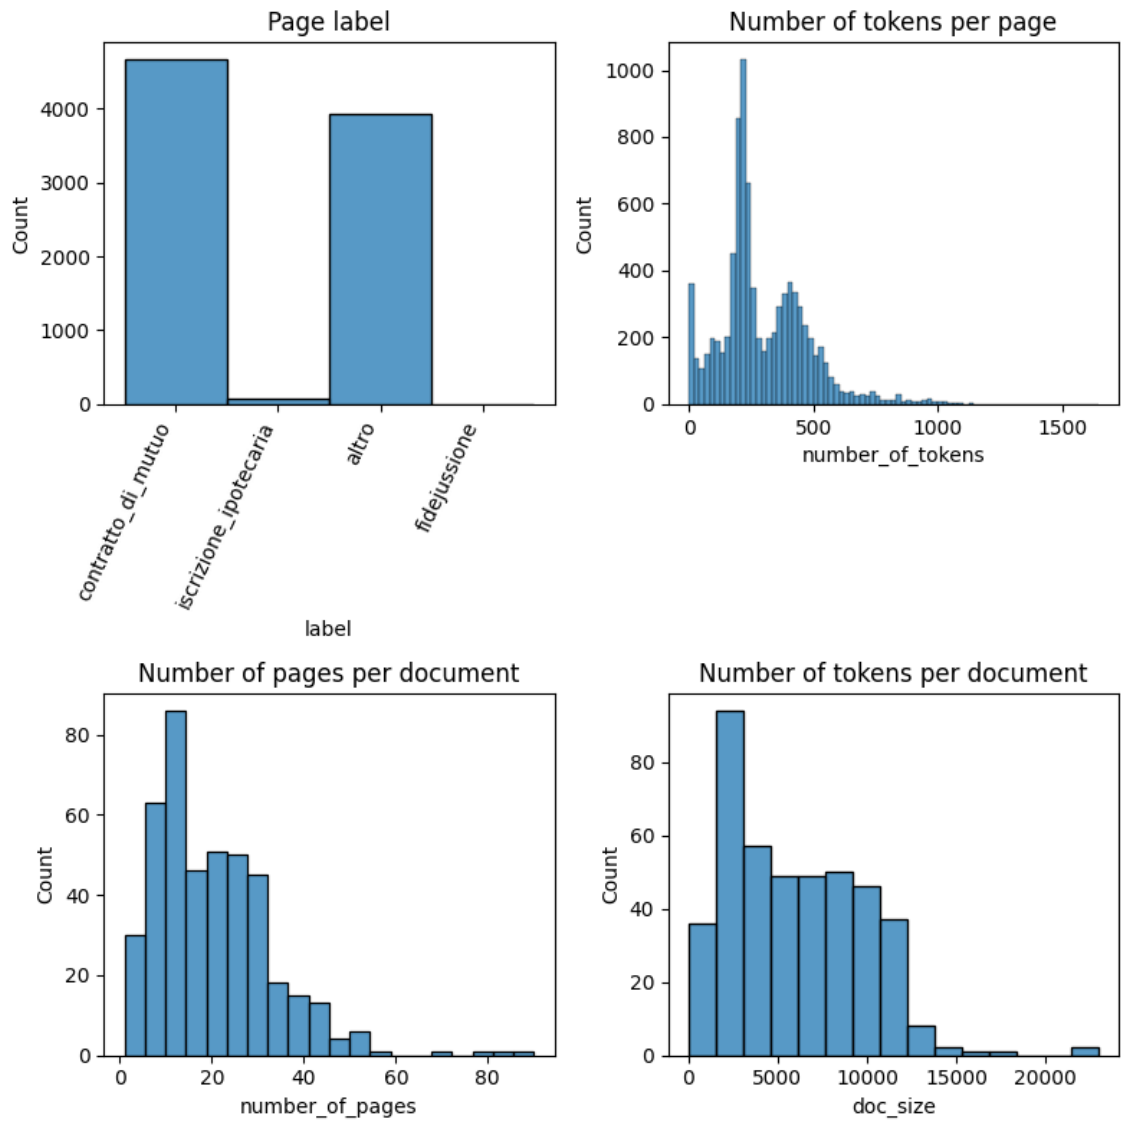 Page label
Count
4000
3000
2000
1000
0
contratto_di_mutuo
iscrizione_ipotecaria
altro
fidejussione
label
Number of tokens per page
Count
1000
800
600
400
200
0
0 500 1000 1500
number_of_tokens
Number of pages per document
Count
80
60
40
20
0
0 20 40 60 80
number_of_pages
Number of tokens per document
Count
80
60
40
20
0
0 5000 10000 15000 20000
doc_size